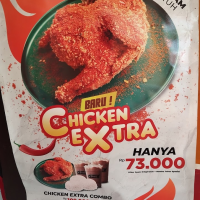 BARU !
CHICKEN
EXTRA
HANYA
Rp 73.000
CHICKEN EXTRA COMBO